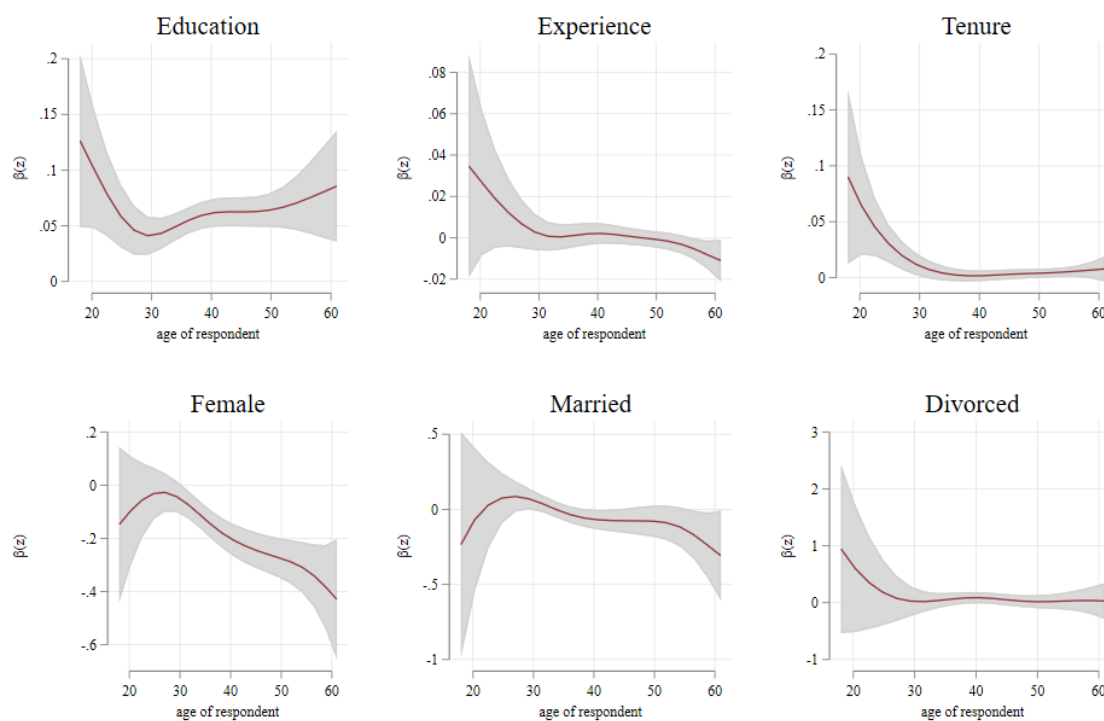 Education
.2
.15
.1
.05
0
β(z)
20 30 40 50 60
age of respondent
Experience
.08
.06
.04
.02
0
-.02
β(z)
20 30 40 50 60
age of respondent
Tenure
.2
.15
.1
.05
0
β(z)
20 30 40 50 60
age of respondent
Female
.2
0
-.2
-.4
-.6
β(z)
20 30 40 50 60
age of respondent
Married
.5
0
-.5
-1
β(z)
20 30 40 50 60
age of respondent
Divorced
3
2
1
0
-1
β(z)
20 30 40 50 60
age of respondent